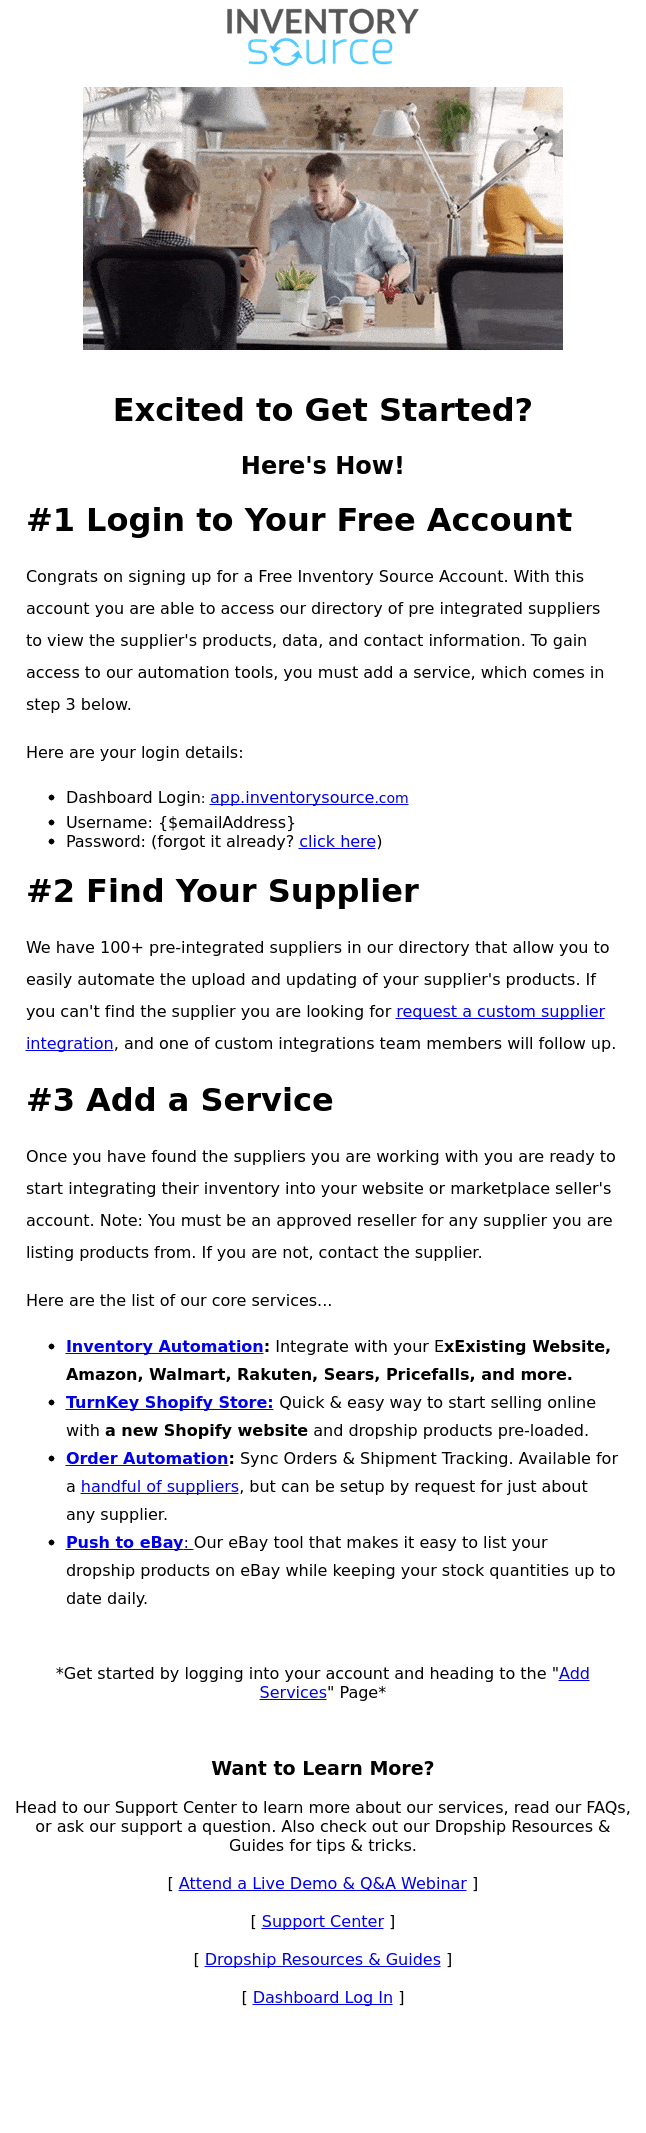 INVENTORY
source
Excited to Get Started?
Here's How!
#1 Login to Your Free Account
Congrats on signing up for a Free Inventory Source Account. With this
account you are able to access our directory of pre integrated suppliers
to view the supplier's products, data, and contact information. To gain
access to our automation tools, you must add a service, which comes in
step 3 below.
Here are your login details:
• Dashboard Login: app.inventorysource.com
• Username: {$emailAddress}
• Password: (forgot it already? click here)
#2 Find Your Supplier
We have 100+ pre-integrated suppliers in our directory that allow you to
easily automate the upload and updating of your supplier's products. If
you can't find the supplier you are looking for request a custom supplier
integration, and one of custom integrations team members will follow up.
#3 Add a Service
Once you have found the suppliers you are working with you are ready to
start integrating their inventory into your website or marketplace seller's
account. Note: You must be an approved reseller for any supplier you are
listing products from. If you are not, contact the supplier.
Here are the list of our core services...
• Inventory Automation: Integrate with your ExExisting Website,
Amazon, Walmart, Rakuten, Sears, Pricefalls, and more.
• TurnKey Shopify Store: Quick & easy way to start selling online
with a new Shopify website and dropship products pre-loaded.
• Order Automation: Sync Orders & Shipment Tracking. Available for
a handful of suppliers, but can be setup by request for just about
any supplier.
• Push to eBay: Our eBay tool that makes it easy to list your
dropship products on eBay while keeping your stock quantities up to
date daily.
*Get started by logging into your account and heading to the "Add
Services" Page*
Want to Learn More?
Head to our Support Center to learn more about our services, read our FAQs,
or ask our support a question. Also check out our Dropship Resources &
Guides for tips & tricks.
[ Attend a Live Demo & Q&A Webinar ]
[ Support Center ]
[ Dropship Resources & Guides ]
[ Dashboard Log In ]